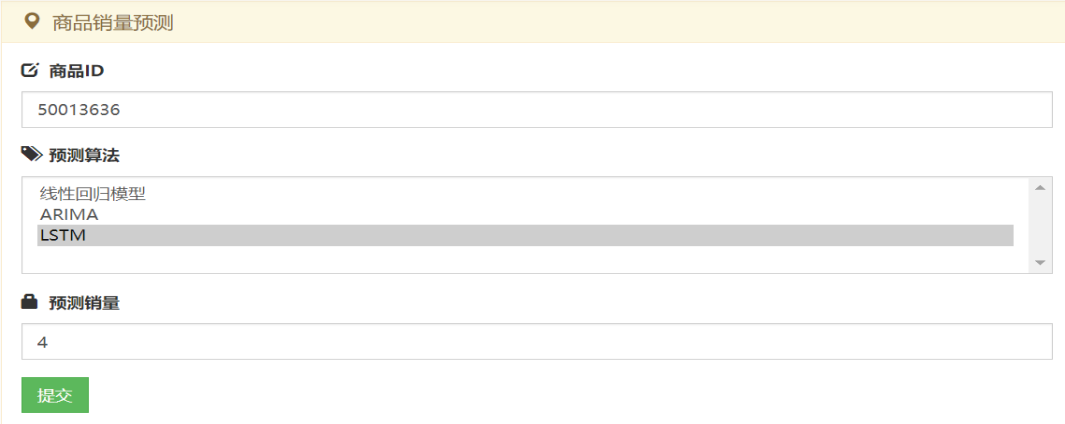 商品销量预测
商品ID
50013636
预测算法
线性回归模型
ARIMA
LSTM
预测销量
4
提交